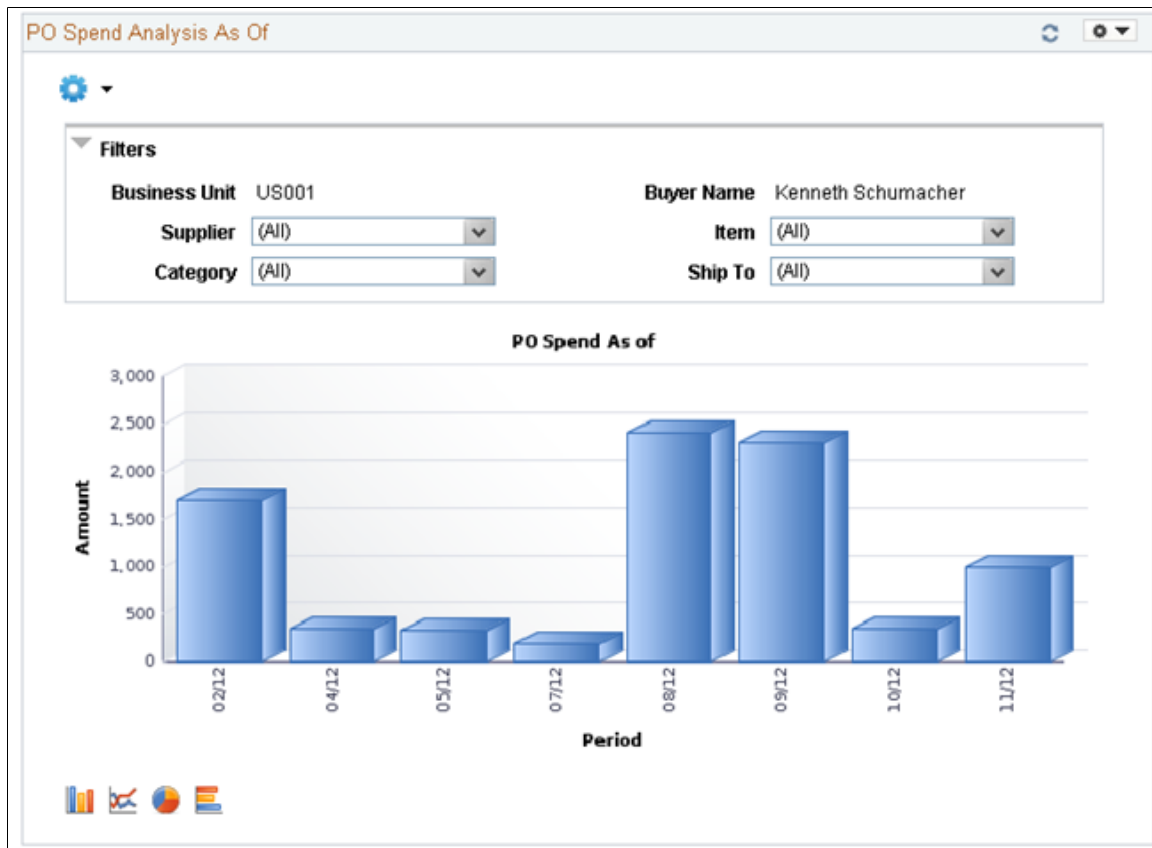 PO Spend Analysis As Of
Filters
Business Unit US001 Buyer Name Kenneth Schumacher
Supplier (All) Item (All)
Category (All) Ship To (All)
PO Spend As of
3,000
2,500
2,000
1,500
1,000
500
0
Amount
02/12 04/12 05/12 07/12 08/12 09/12 10/12 11/12
Period